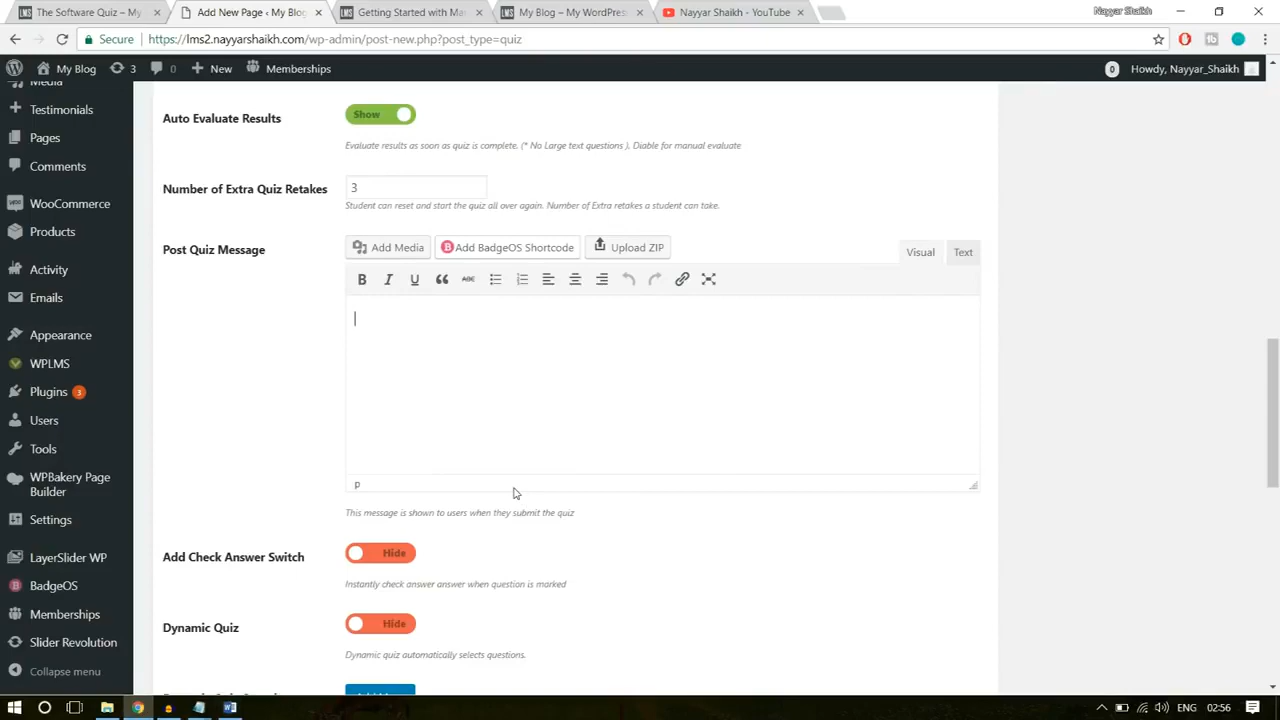 The Software Quiz – M
Add New Page ‹ My Blog
Getting Started with Ma
My Blog – My WordPress
Nayyar Shaikh - YouTube
Nayyar Shaikh
Secure
https://lms2.nayyarshaikh.com/wp-admin/post-new.php?post_type=quiz
My Blog
3
0
New
Memberships
0
Howdy, Nayyar_Shaikh
Media
Testimonials
Pages
Comments
WooCommerce
Products
Activity
Emails
Appearance
WPLMS
Plugins 3
Users
Tools
WPBakery Page
Builder
Settings
LayerSlider WP
BadgeOS
Memberships
Slider Revolution
Collapse menu
Auto Evaluate Results
Show
Evaluate results as soon as quiz is complete. (* No Large text questions ), Diable for manual evaluate
Number of Extra Quiz Retakes
3
Student can reset and start the quiz all over again. Number of Extra retakes a student can take.
Post Quiz Message
Add Media
Add BadgeOS Shortcode
Upload ZIP
Visual
Text
B I U ABC
p
This message is shown to users when they submit the quiz
Add Check Answer Switch
Hide
Instantly check answer answer when question is marked
Dynamic Quiz
Hide
Dynamic quiz automatically selects questions.
ENG
02:56